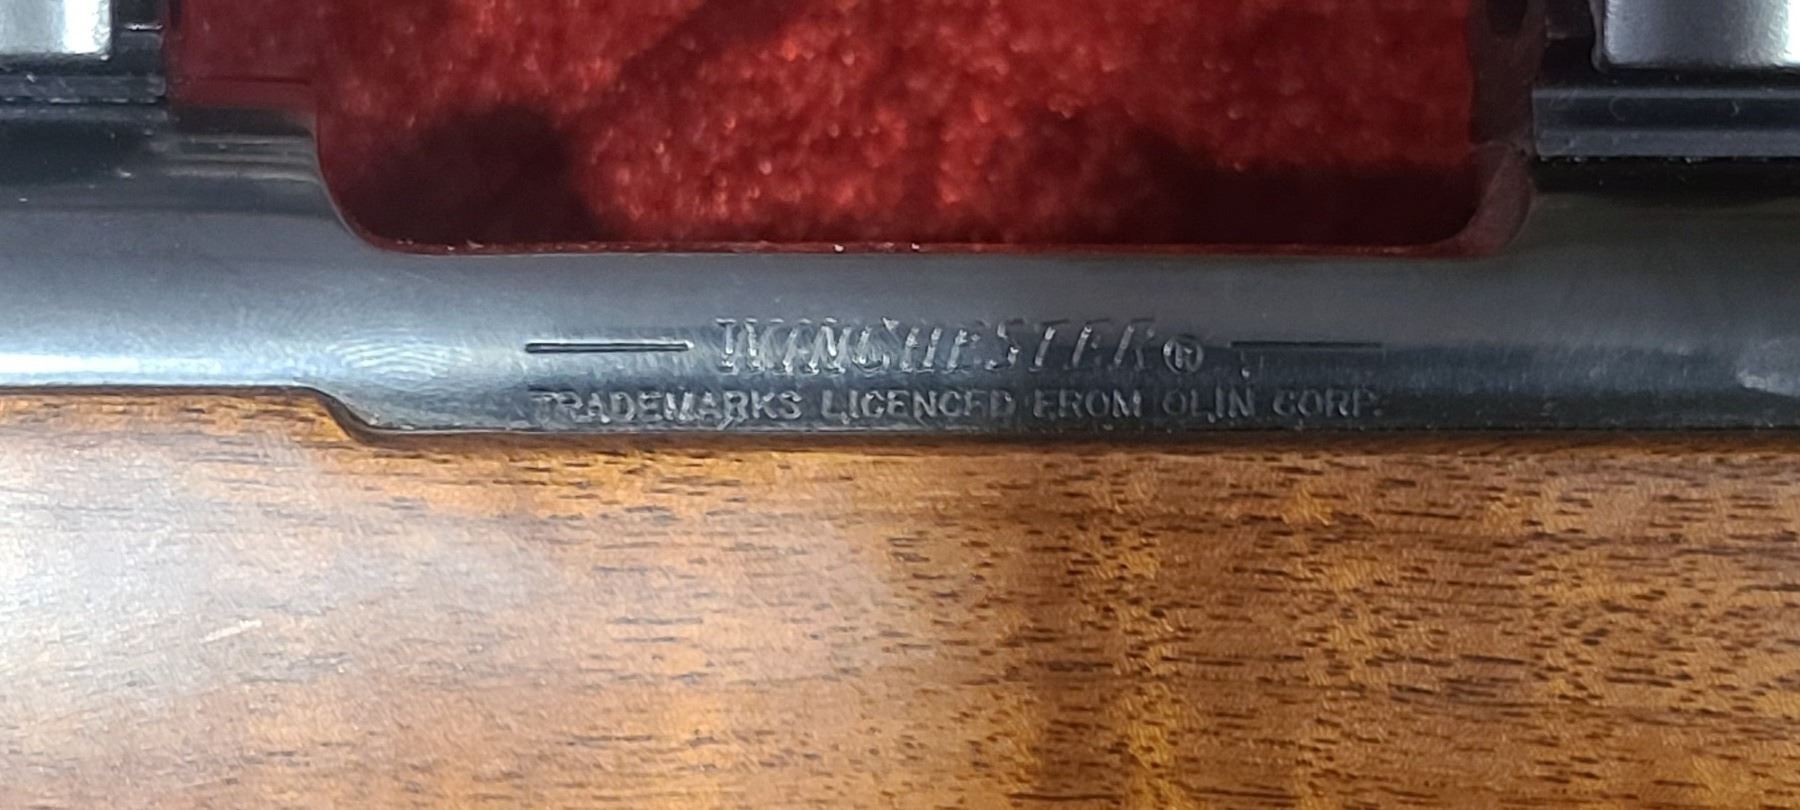 WINCHESTER®
TRADEMARKS LICENCED FROM OLIN CORP.